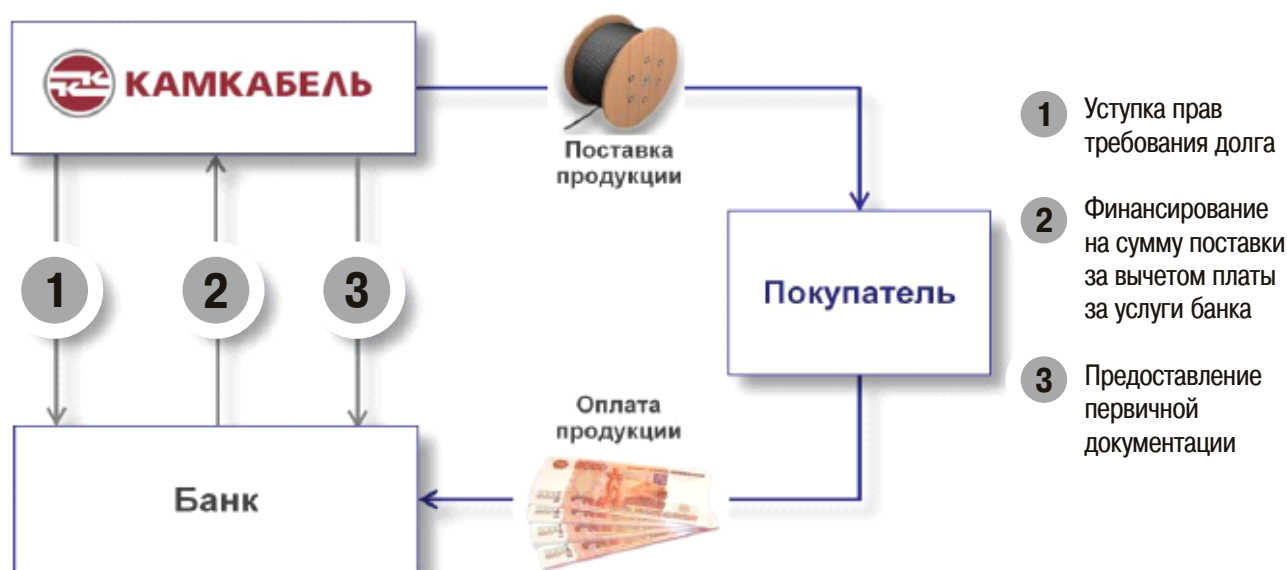 КАМКАБЕЛЬ
Поставка
продукции
1
2
3
Покупатель
Оплата
продукции
Банк
1
Уступка прав
требования долга
2
Финансирование
на сумму поставки
за вычетом платы
за услуги банка
3
Предоставление
первичной
документации